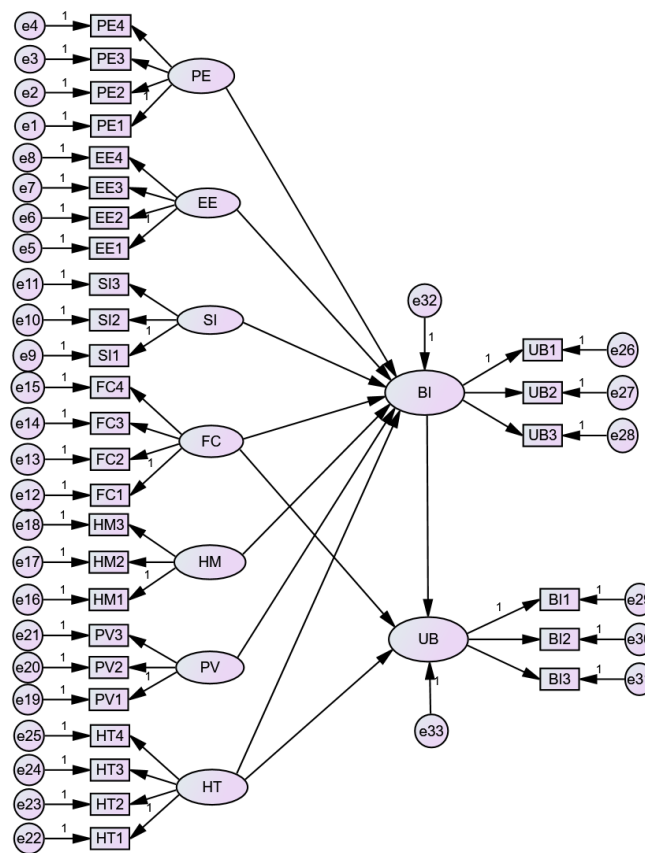 e4 1 PE4
e3 1 PE3
PE
e2 1 PE2
1
e1 1 PE1
e8 1 EE4
e7 1 EE3
EE
e6 1 EE2
1
e5 1 EE1
e11 1 SI3
e32
e10 1 SI2
SI
1
1
e9 1 SI1
UB1 1 e26
1
e15 1 FC4
BI
UB2 1 e27
e14 1 FC3
UB3 1 e28
FC
e13 1 FC2
1
e12 1 FC1
e18 1 HM3
e17 1 HM2
HM
1
e16 1 HM1
BI1 1 e29
1
e21 1 PV3
UB
BI2 1 e30
e20 1 PV2
PV
1
BI3 1 e31
e19 1 PV1
1
e25 1 HT4
e33
e24 1 HT3
HT
e23 1 HT2
1
e22 1 HT1